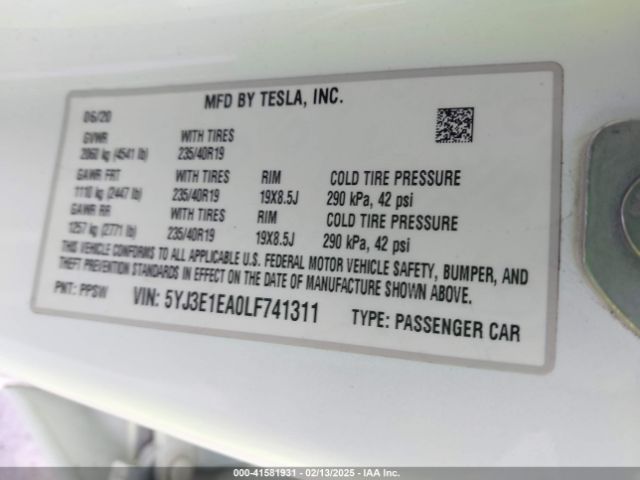 MFD BY TESLA, INC.
06/20
GVWR WITH TIRES
2060 kg (4541 lb) 235/40R19
GAWR FRT WITH TIRES RIM COLD TIRE PRESSURE
1110 kg (2447 lb) 235/40R19 19X8.5J 290 kPa, 42 psi
GAWR RR WITH TIRES RIM COLD TIRE PRESSURE
1257 kg (2771 lb) 235/40R19 19X8.5J 290 kPa, 42 psi
THIS VEHICLE CONFORMS TO ALL APPLICABLE U.S. FEDERAL MOTOR VEHICLE SAFETY, BUMPER, AND
THEFT PREVENTION STANDARDS IN EFFECT ON THE DATE OF MANUFACTURE SHOWN ABOVE.
PNT: PPSW VIN: 5YJ3E1EA0LF741311 TYPE: PASSENGER CAR
000-41581931 - 02/13/2025 - IAA Inc.